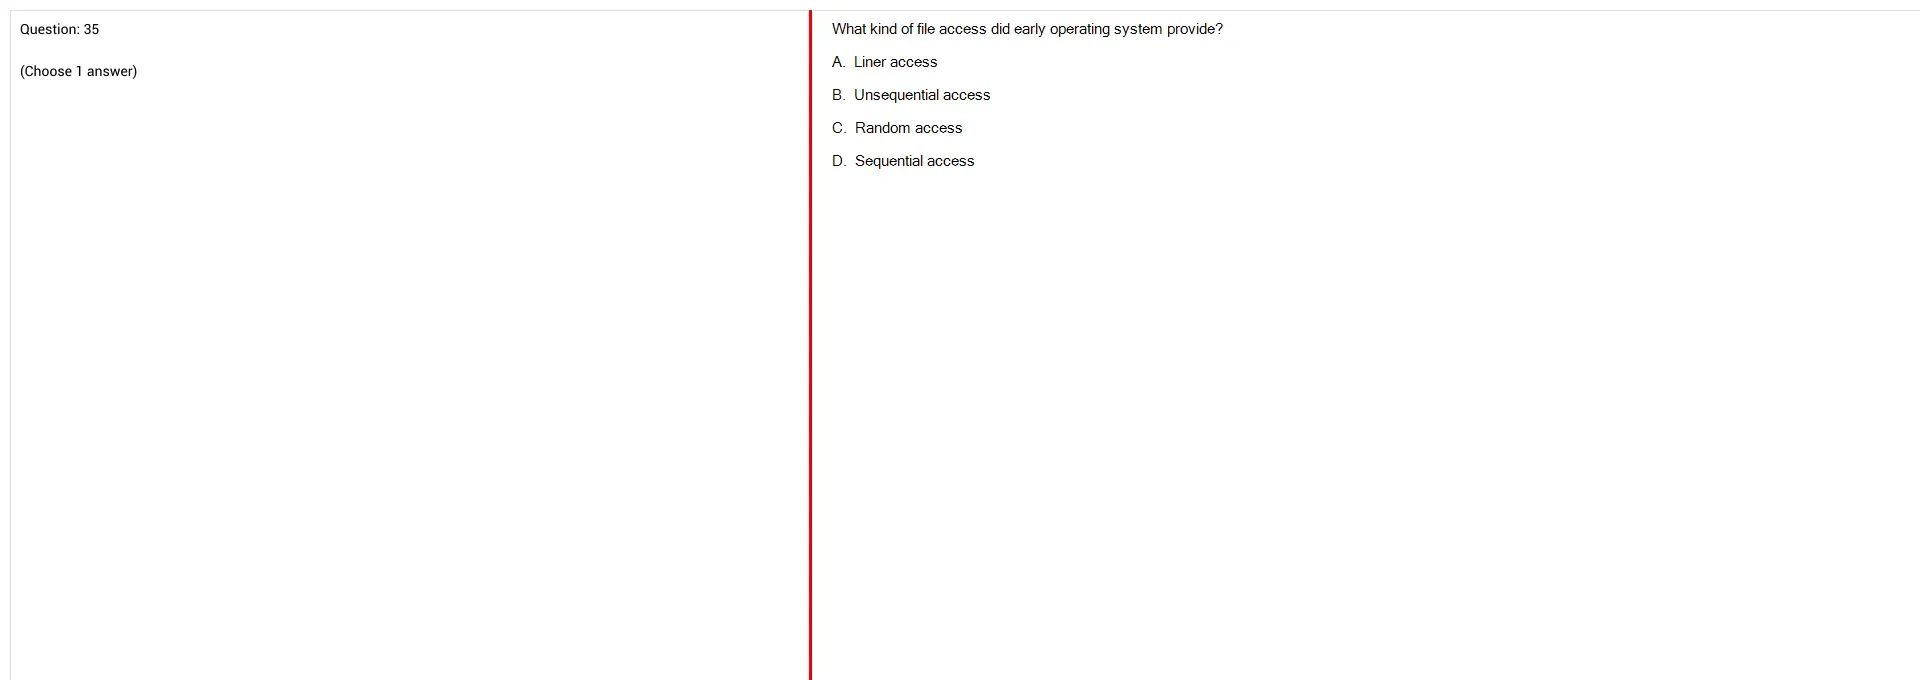 Question: 35
(Choose 1 answer)
What kind of file access did early operating system provide?
A. Liner access
B. Unsequential access
C. Random access
D. Sequential access